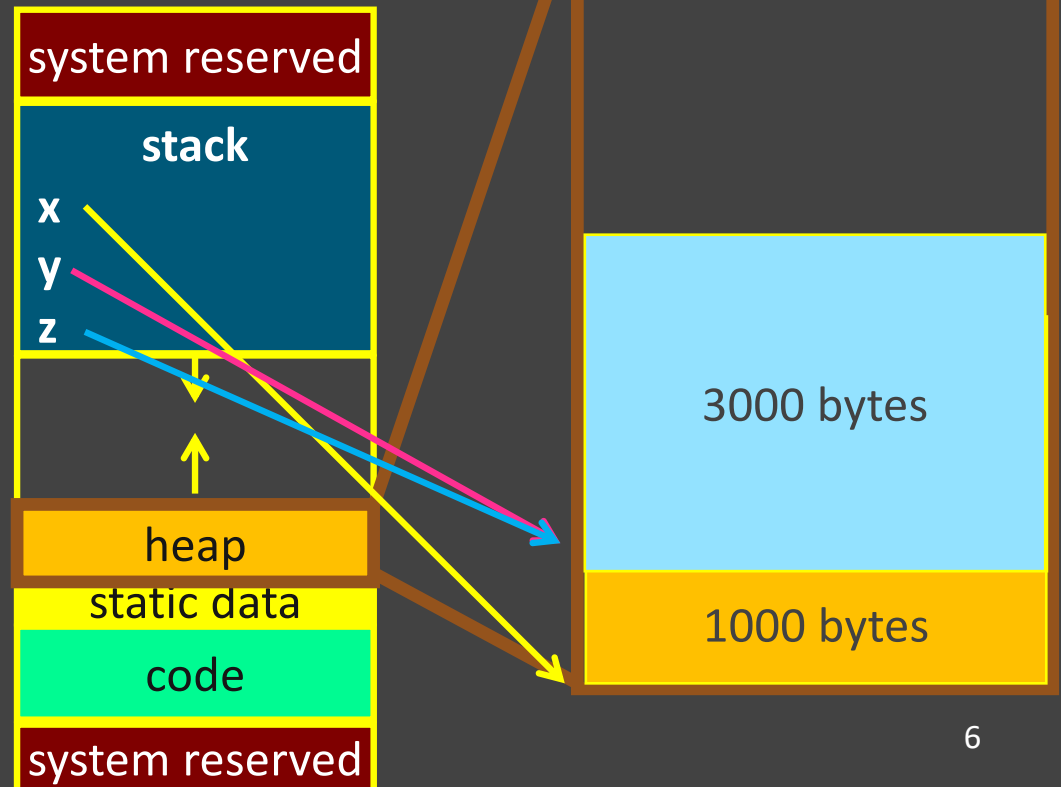 system reserved
stack
x
y
z
heap
static data
code
system reserved
3000 bytes
1000 bytes
6